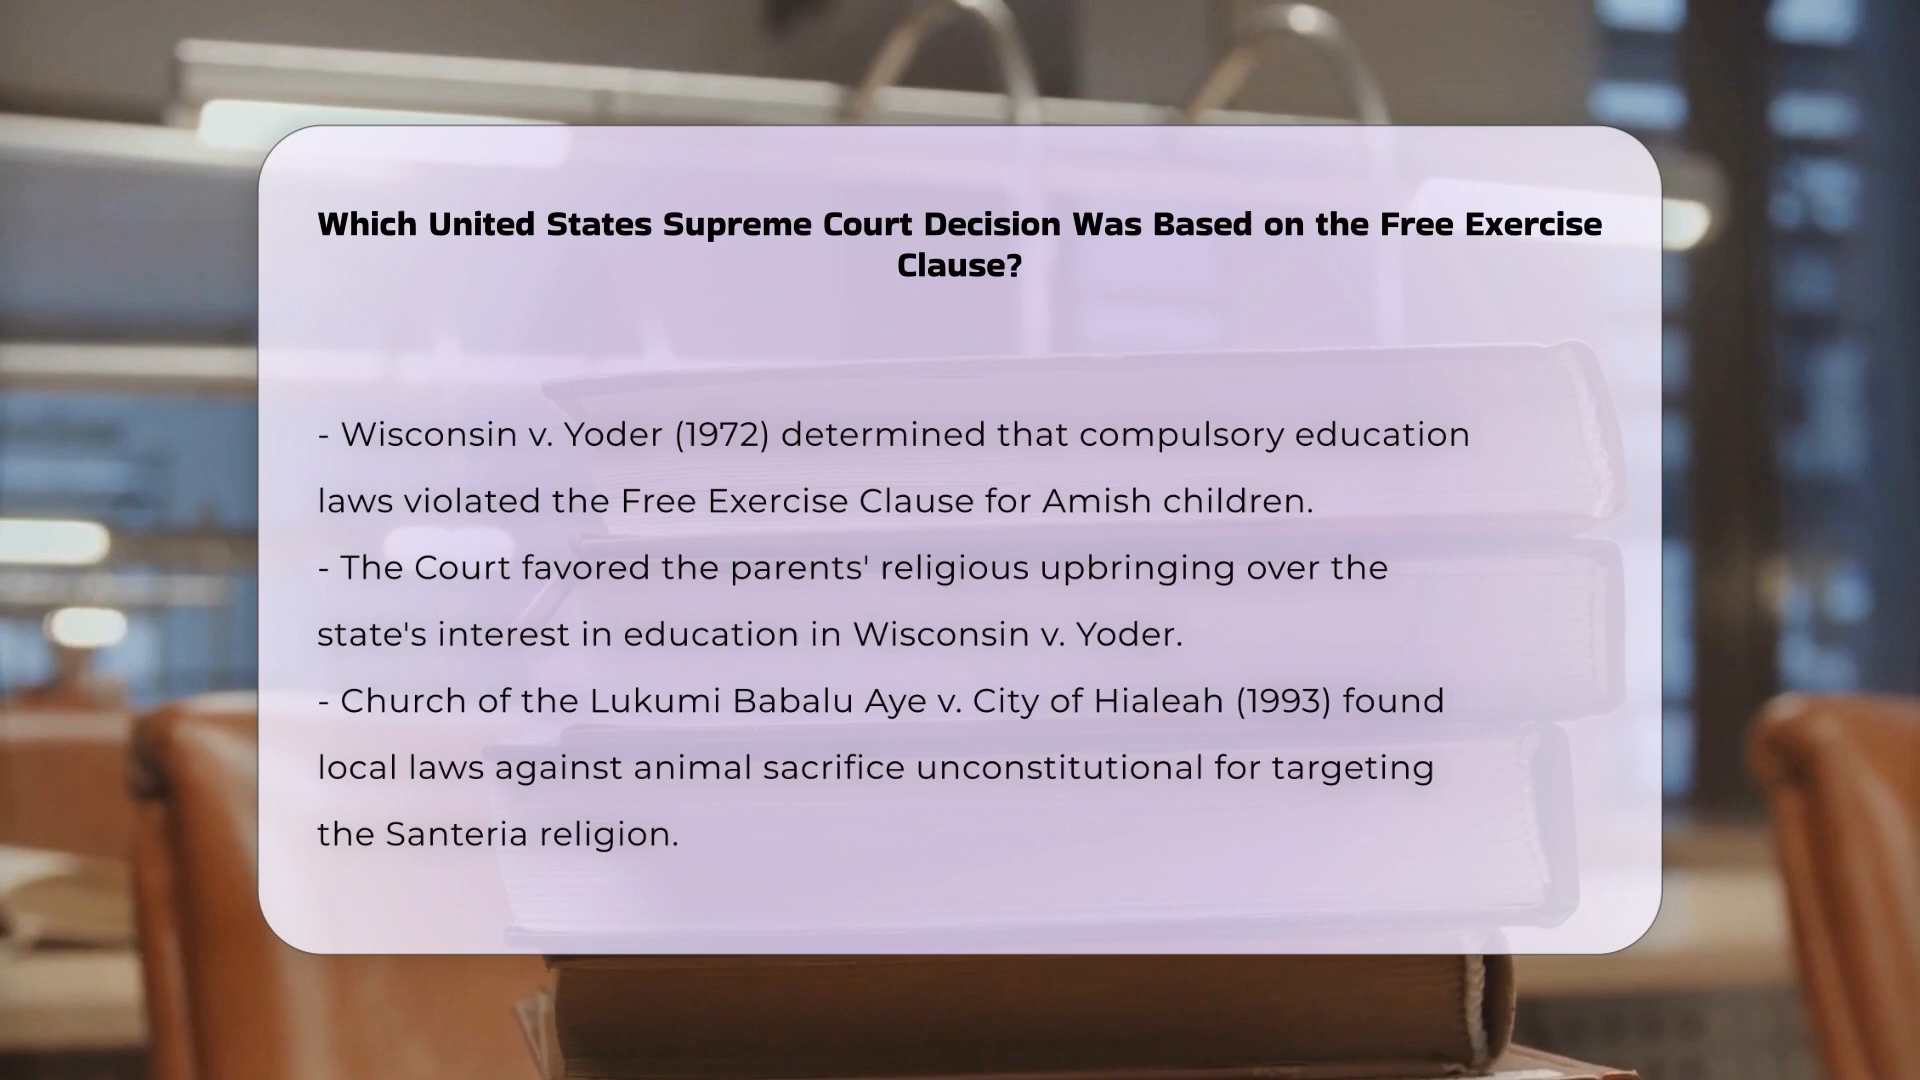 Which United States Supreme Court Decision Was Based on the Free Exercise
Clause?
- Wisconsin v. Yoder (1972) determined that compulsory education
laws violated the Free Exercise Clause for Amish children.
- The Court favored the parents' religious upbringing over the
state's interest in education in Wisconsin v. Yoder.
- Church of the Lukumi Babalu Aye v. City of Hialeah (1993) found
local laws against animal sacrifice unconstitutional for targeting
the Santeria religion.